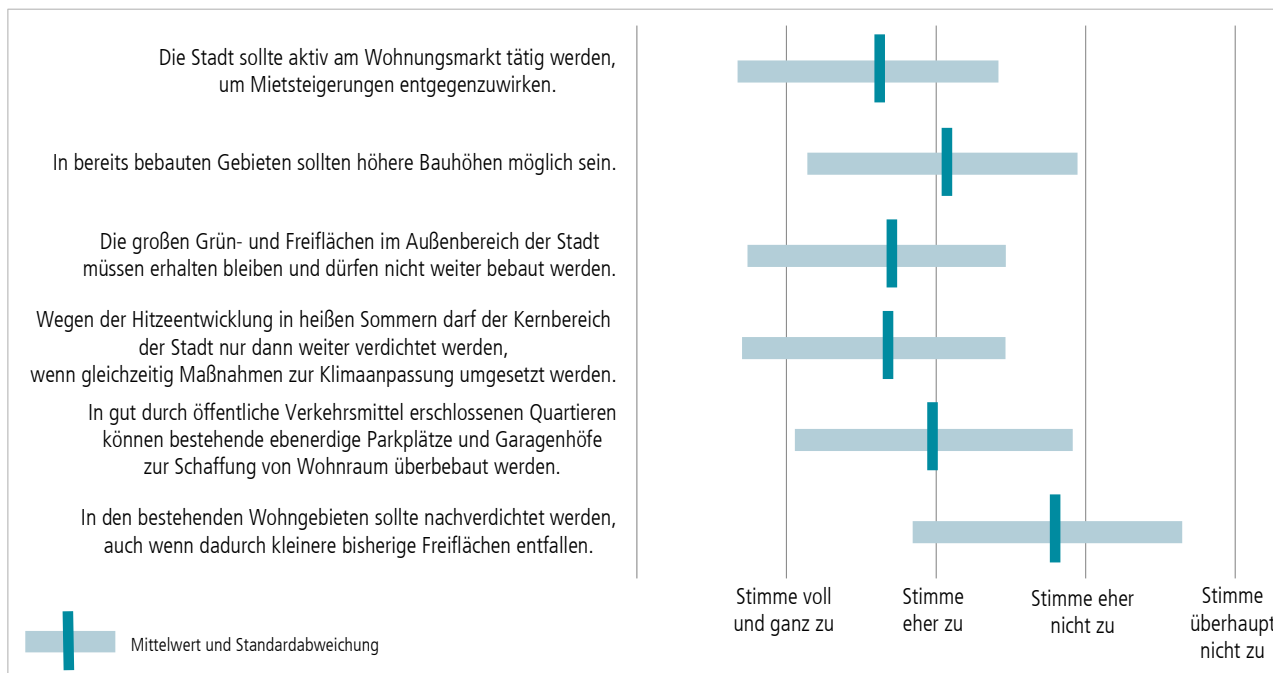 Die Stadt sollte aktiv am Wohnungsmarkt tätig werden,
um Mietsteigerungen entgegenzuwirken.
In bereits bebauten Gebieten sollten höhere Bauhöhen möglich sein.
Die großen Grün- und Freiflächen im Außenbereich der Stadt
müssen erhalten bleiben und dürfen nicht weiter bebaut werden.
Wegen der Hitzeentwicklung in heißen Sommern darf der Kernbereich
der Stadt nur dann weiter verdichtet werden,
wenn gleichzeitig Maßnahmen zur Klimaanpassung umgesetzt werden.
In gut durch öffentliche Verkehrsmittel erschlossenen Quartieren
können bestehende ebenerdige Parkplätze und Garagenhöfe
zur Schaffung von Wohnraum überbebaut werden.
In den bestehenden Wohngebieten sollte nachverdichtet werden,
auch wenn dadurch kleinere bisherige Freiflächen entfallen.
Stimme voll
und ganz zu
Stimme
eher zu
Stimme eher
nicht zu
Stimme
überhaupt
nicht zu
Mittelwert und Standardabweichung